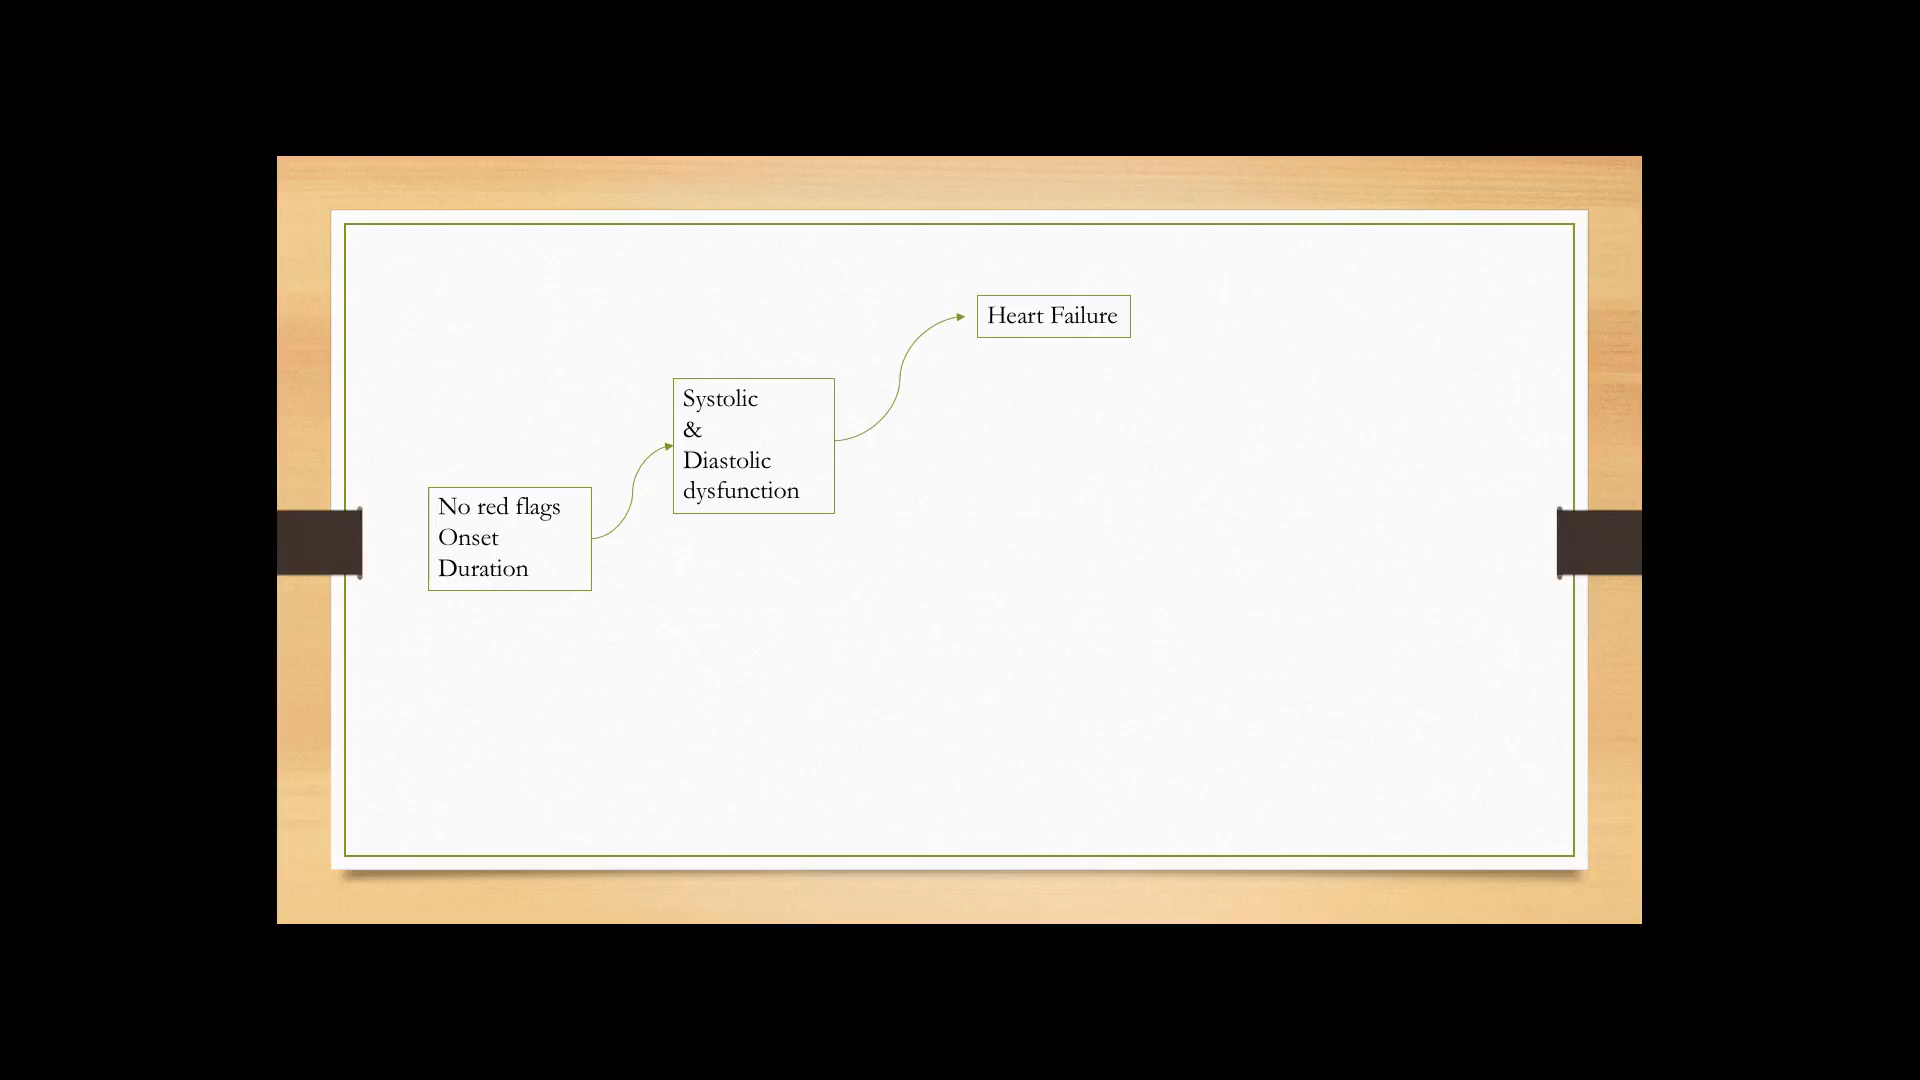 Heart Failure
Systolic
&
Diastolic
dysfunction
No red flags
Onset
Duration